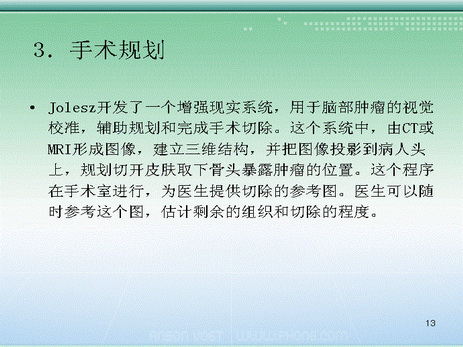 3. 手术规划
• Jolesz开发了一个增强现实系统，用于脑部肿瘤的视觉
校准，辅助规划和完成手术切除。这个系统中，由CT或
MRI形成图像，建立三维结构，并把图像投影到病人头
上，规划切开皮肤取下骨头暴露肿瘤的位置。这个程序
在手术室进行，为医生提供切除的参考图。医生可以随
时参考这个图，估计剩余的组织和切除的程度。
13